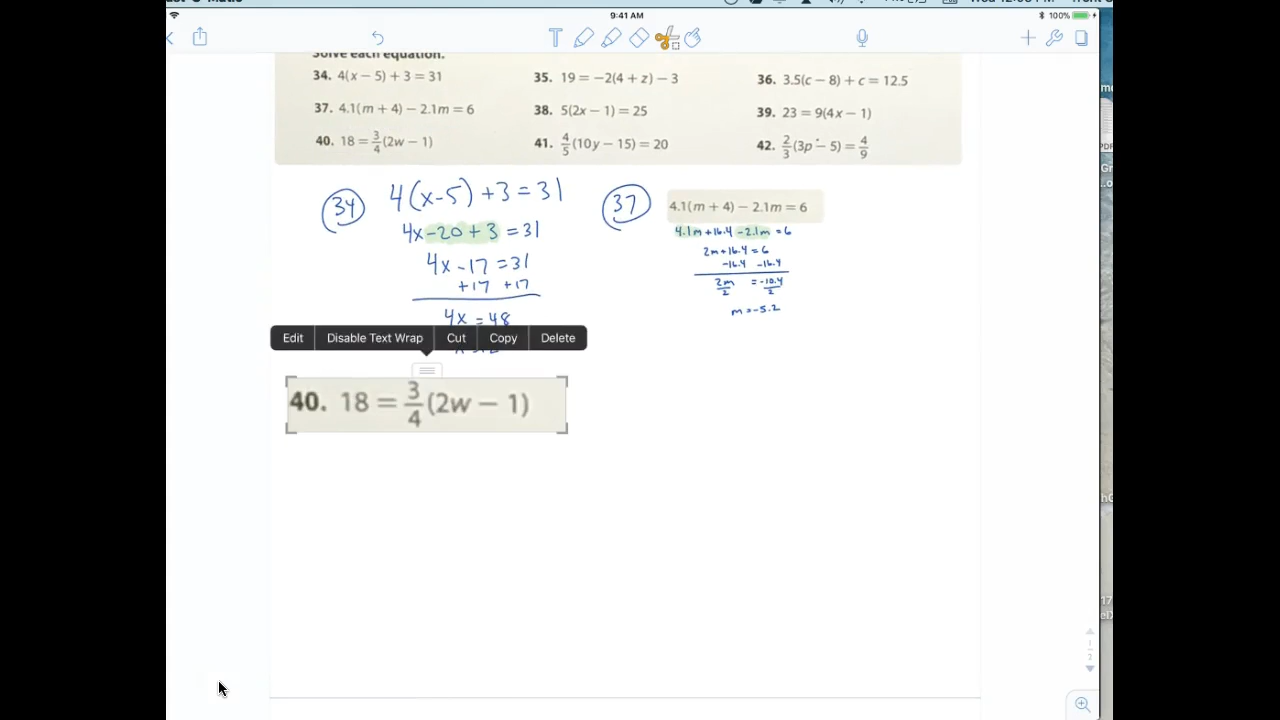 9:41 AM
100%
Solve each equation.
34. 4(x − 5) + 3 = 31
35. 19 = −2(4 + z) − 3
36. 3.5(c − 8) + c = 12.5
37. 4.1(m + 4) − 2.1m = 6
38. 5(2x − 1) = 25
39. 23 = 9(4x − 1)
40. 18 = 3/4(2w − 1)
41. 4/5(10y − 15) = 20
42. 2/3(3p − 5) = 4/9
34 4(x-5)+3=31
4x-20+3=31
4x-17=31
+17 +17
4x=48
37 4.1(m + 4) − 2.1m = 6
4.1m+16.4-2.1m=6
2m+16.4=6
-16.4 -16.4
2m/2 =-10.4/2
m=-5.2
Edit Disable Text Wrap Cut Copy Delete
40. 18 = 3/4(2w − 1)